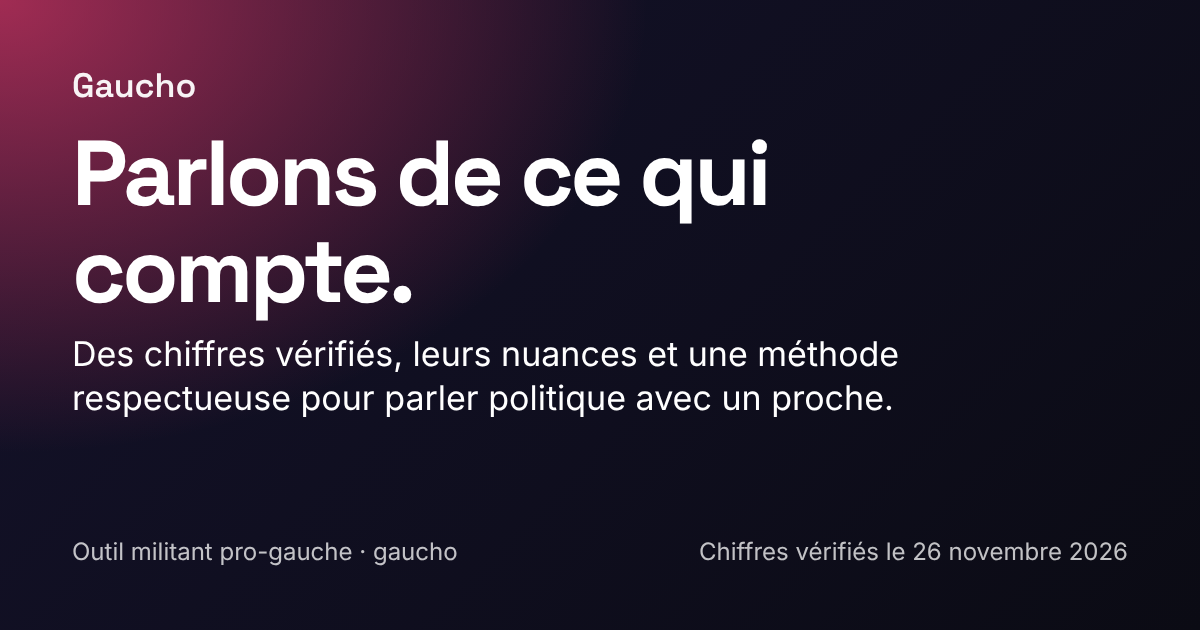 Gaucho
Parlons de ce qui
compte.
Des chiffres vérifiés, leurs nuances et une méthode
respectueuse pour parler politique avec un proche.
Outil militant pro-gauche · gaucho
Chiffres vérifiés le 26 novembre 2026